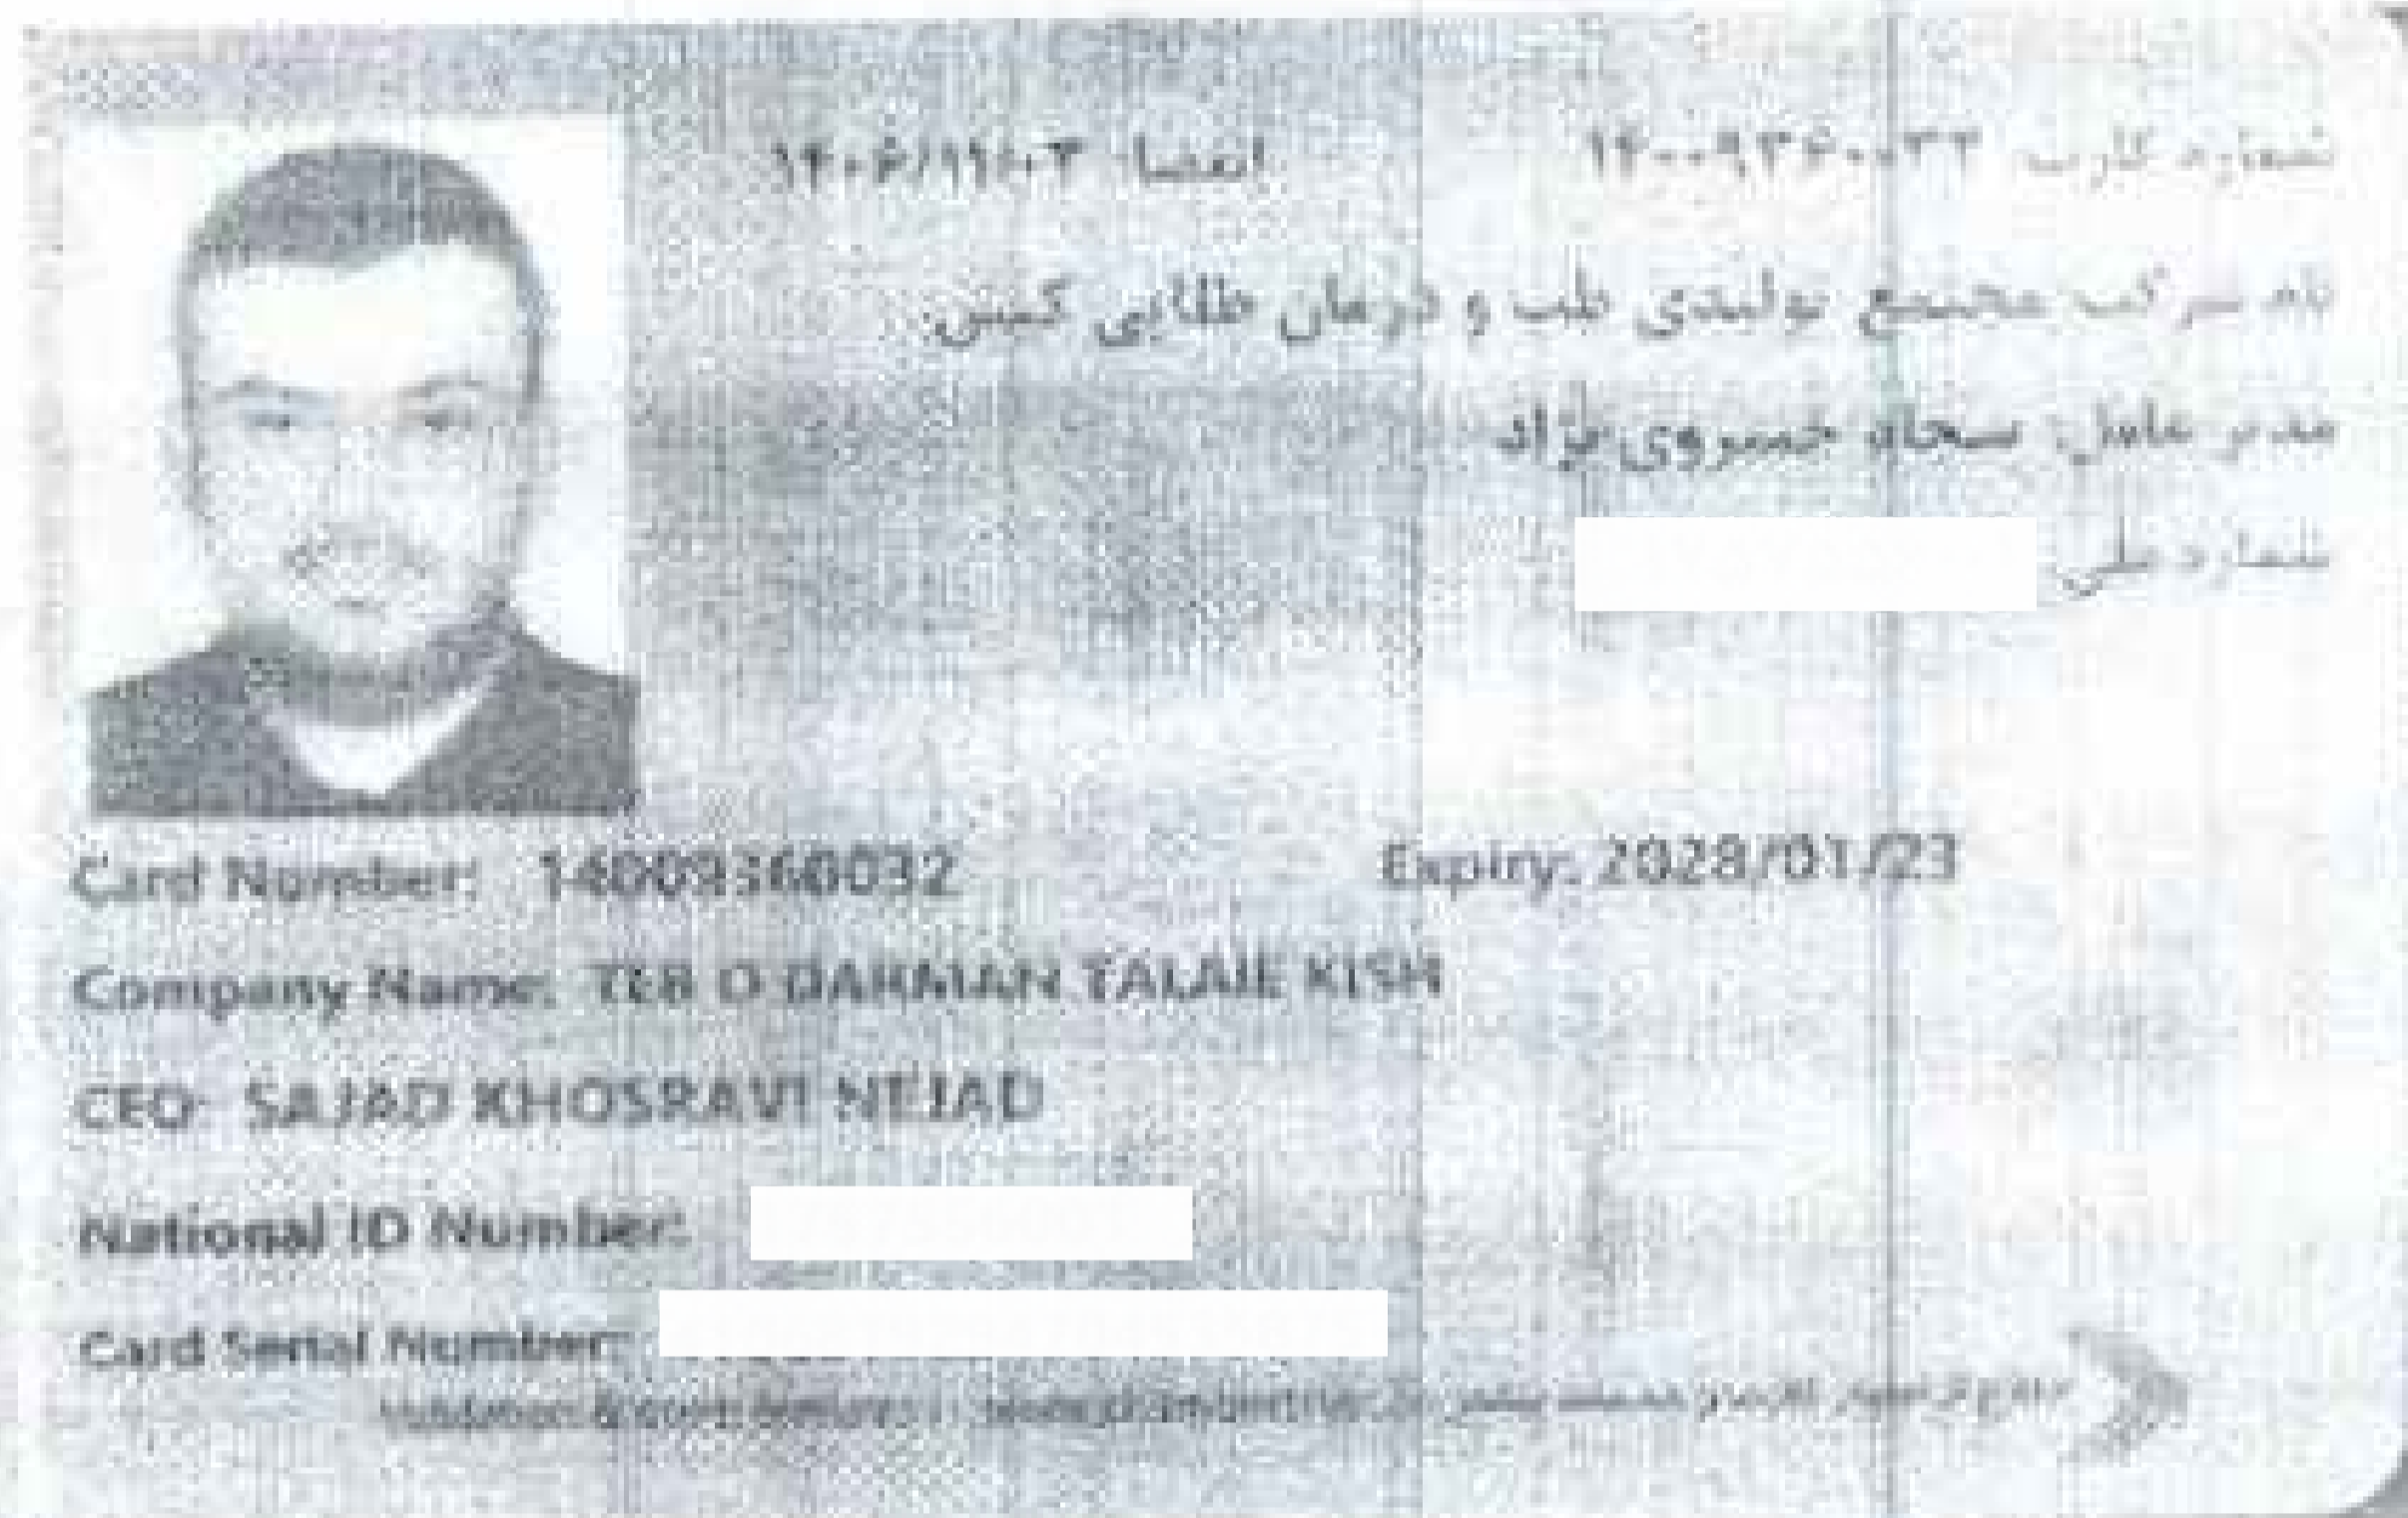 شماره کارت: ۱۴۰۰۹۳۶۰۰۳۲ انقضا: ۱۴۰۶/۱۱/۰۳
نام شرکت: مجتمع تولیدی طب و درمان طلایی کیش.
مدیر عامل: سجاد خسروی نژاد
شماره ملی:
Card Number: 14009360032 Expiry: 2028/01/23
Company Name: TEB O DARMAN TALAIE KISH
CEO: SAJAD KHOSRAVI NEJAD
National ID Number:
Card Serial Number:
Validation &